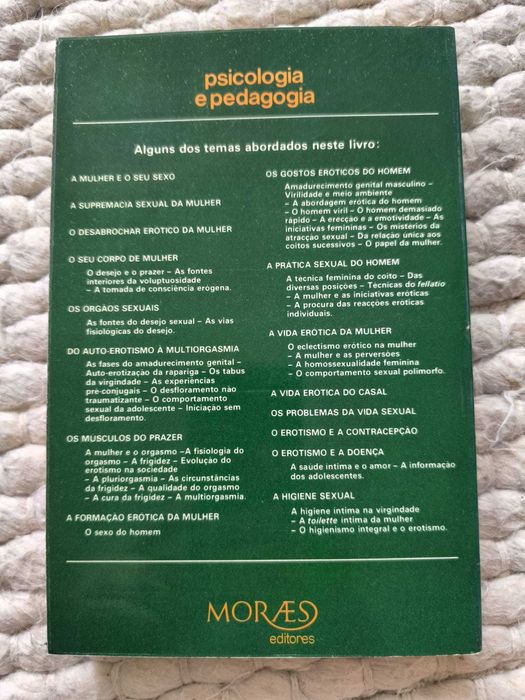 psicologia
e pedagogia
Alguns dos temas abordados neste livro:
A MULHER E O SEU SEXO
A SUPREMACIA SEXUAL DA MULHER
O DESABROCHAR ERÓTICO DA MULHER
O SEU CORPO DE MULHER
O desejo e o prazer – As fontes
interiores da voluptuosidade
– A tomada de consciência erógena.
OS ORGÃOS SEXUAIS
As fontes do desejo sexual – As vias
fisiológicas do desejo.
DO AUTO-EROTISMO À MULTIORGASMIA
As fases do amadurecimento genital –
Auto-erotização da rapariga – Os tabus
da virgindade – As experiências
pré-conjugais – O desfloramento não
traumatizante – O comportamento
sexual da adolescente – Iniciação sem
desfloramento.
OS MUSCULOS DO PRAZER
A mulher e o orgasmo – A fisiologia do
orgasmo – A frigidez – Evolução do
erotismo na sociedade
– A pluriorgasmia – As circunstâncias
da frigidez – A qualidade do orgasmo
– A cura da frigidez – A multiorgasmia.
A FORMAÇÃO ERÓTICA DA MULHER
O sexo do homem
OS GOSTOS ERÓTICOS DO HOMEM
Amadurecimento genital masculino –
Virilidade e meio ambiente
– A abordagem erótica do homem
– O homem viril – O homem demasiado
rápido – A erecção e a emotividade – As
iniciativas femininas – Os mistérios da
atracção sexual – Da relação única aos
coitos sucessivos – O papel da mulher.
A PRÁTICA SEXUAL DO HOMEM
A técnica feminina do coito – Das
diversas posições – Técnicas do fellatio
– A mulher e as iniciativas eróticas
– A procura das reacções eróticas
individuais.
A VIDA ERÓTICA DA MULHER
O eclectismo erótico na mulher
– A mulher e as perversões
– A homossexualidade feminina
– O comportamento sexual polimorfo.
A VIDA ERÓTICA DO CASAL
OS PROBLEMAS DA VIDA SEXUAL
O EROTISMO E A CONTRACEPÇÃO
O EROTISMO E A DOENÇA
A saúde íntima e o amor – A informação
dos adolescentes.
A HIGIENE SEXUAL
A higiene íntima na virgindade
– A toilette íntima da mulher
– O higienismo integral e o erotismo.
MORÆS
editores